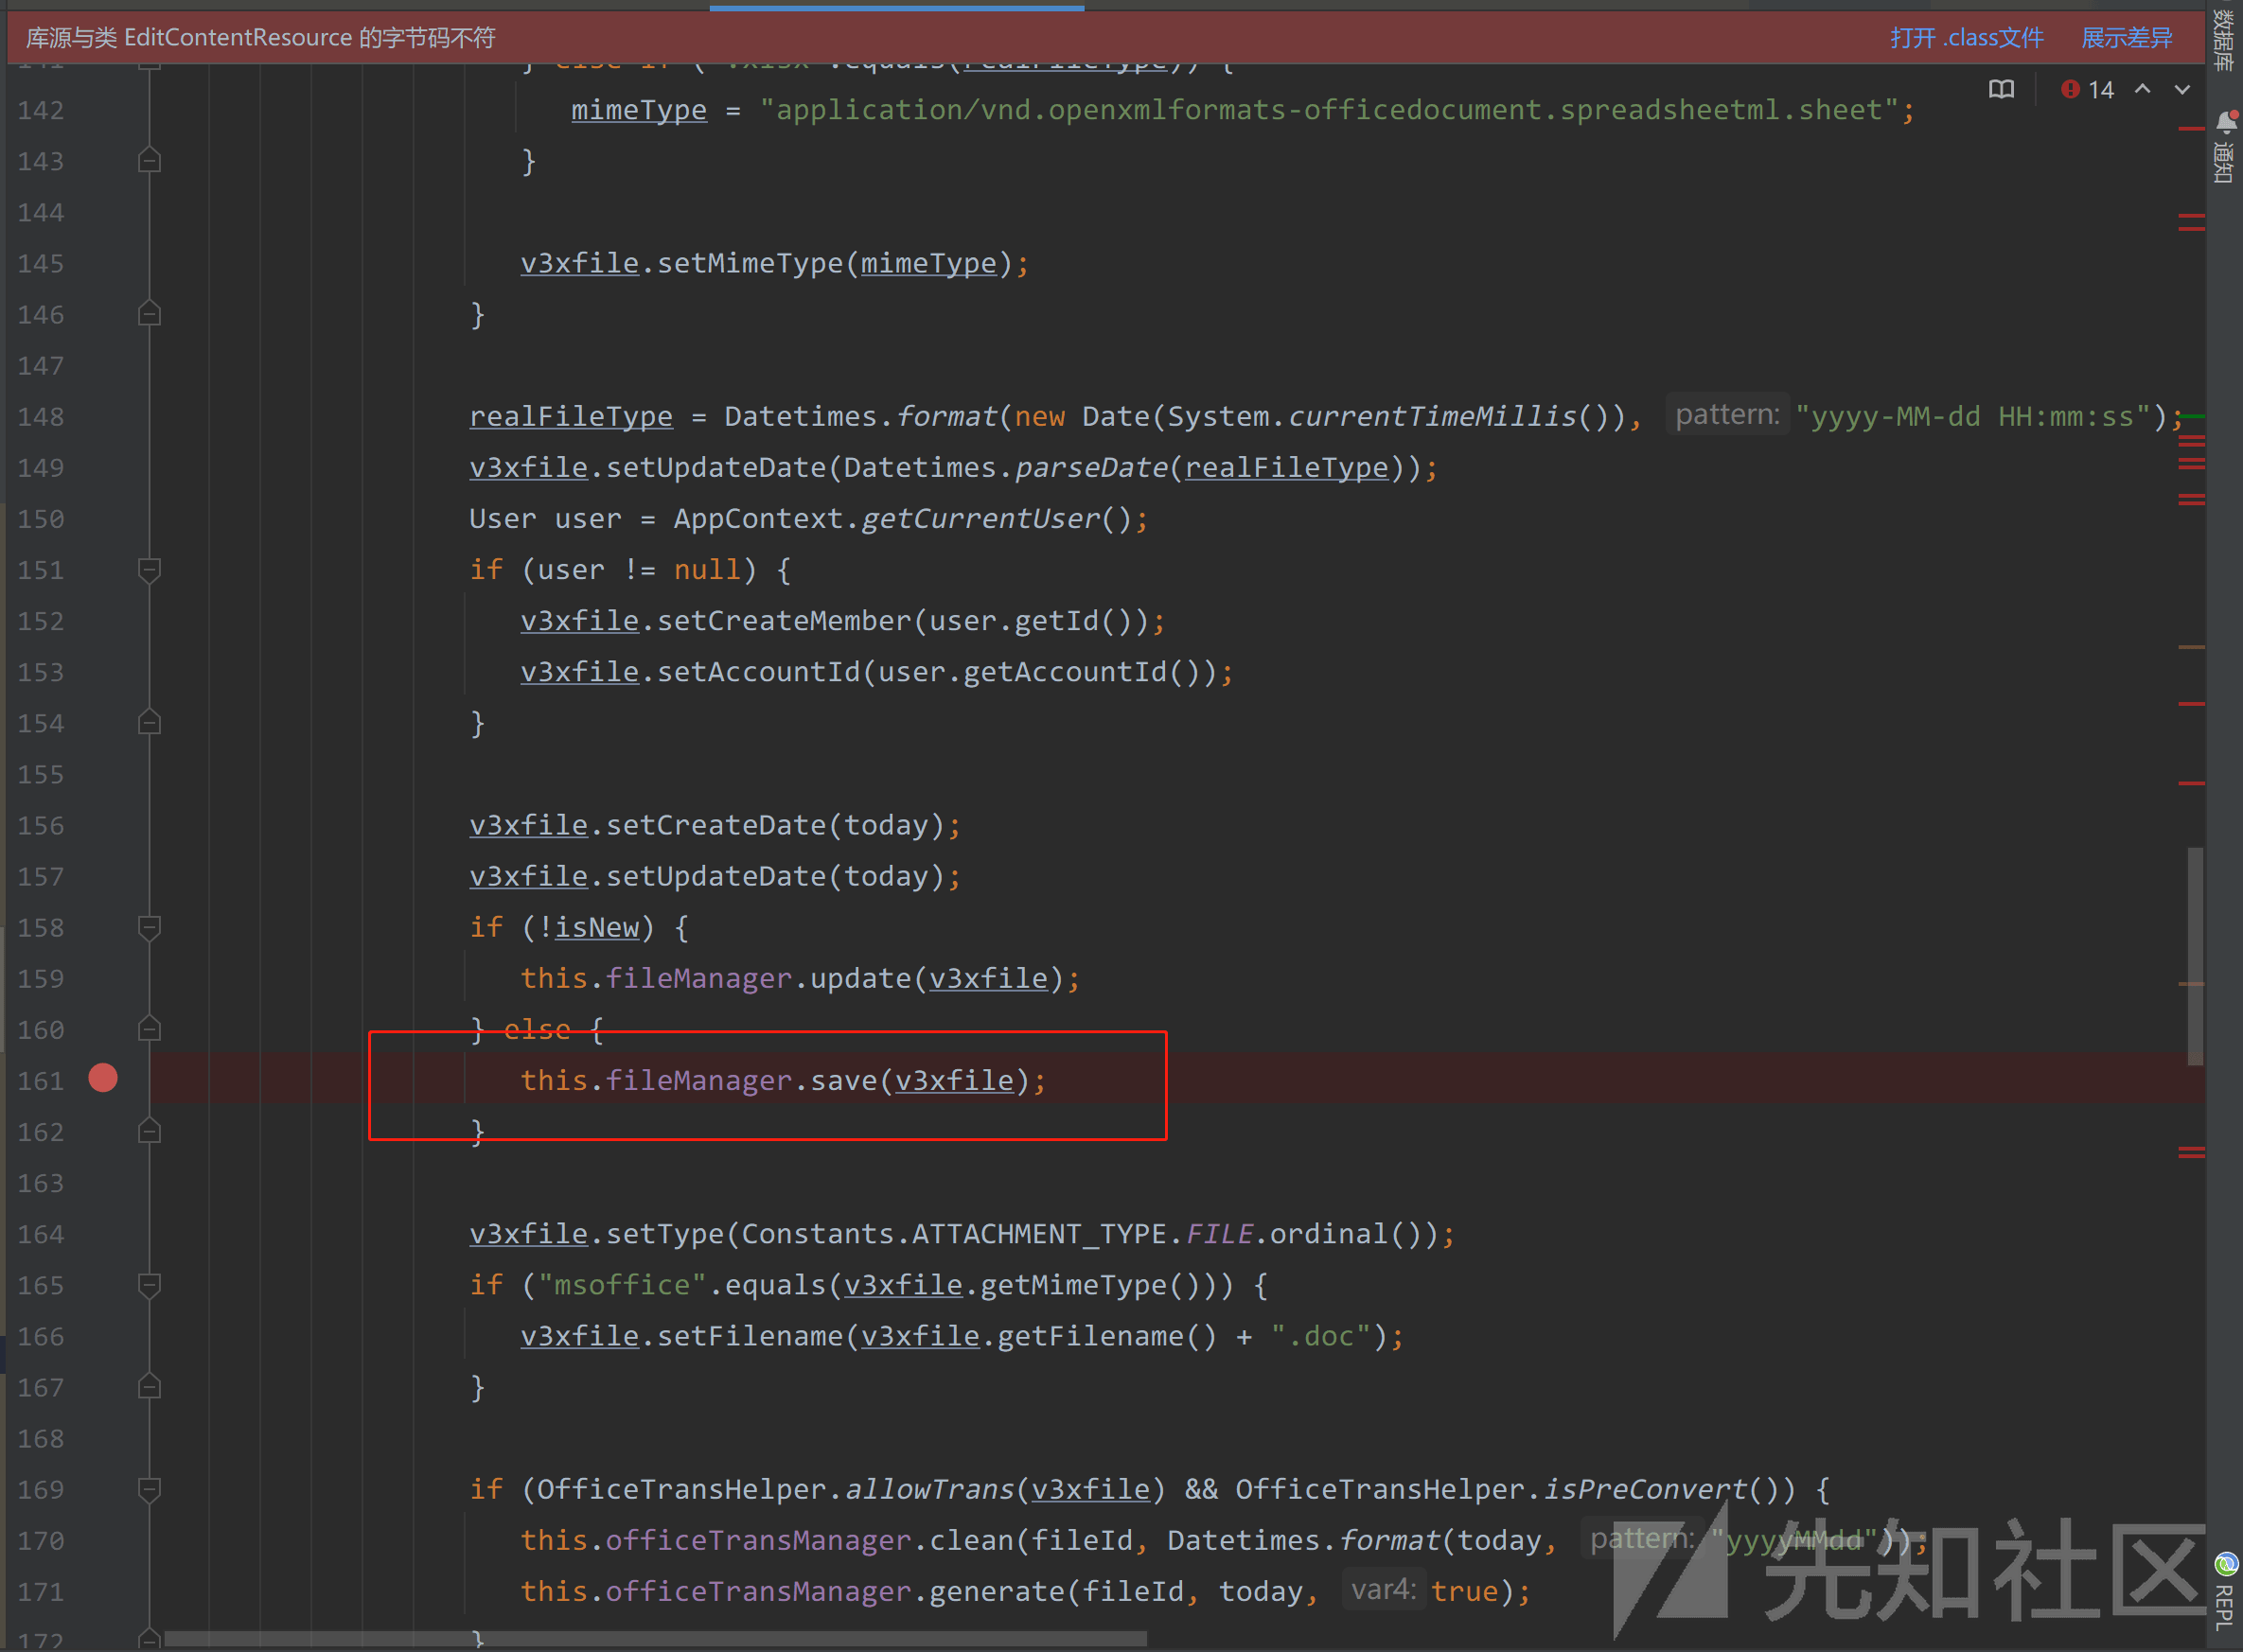 库源与类 EditContentResource 的字节码不符 打开 .class文件 展示差异
141 } else if (".xlsx".equals(realFileType)) {
14
142 mimeType = "application/vnd.openxmlformats-officedocument.spreadsheetml.sheet";
143 }
144
145 v3xfile.setMimeType(mimeType);
146 }
147
148 realFileType = Datetimes.format(new Date(System.currentTimeMillis()), pattern: "yyyy-MM-dd HH:mm:ss");
149 v3xfile.setUpdateDate(Datetimes.parseDate(realFileType));
150 User user = AppContext.getCurrentUser();
151 if (user != null) {
152 v3xfile.setCreateMember(user.getId());
153 v3xfile.setAccountId(user.getAccountId());
154 }
155
156 v3xfile.setCreateDate(today);
157 v3xfile.setUpdateDate(today);
158 if (!isNew) {
159 this.fileManager.update(v3xfile);
160 } else {
161 this.fileManager.save(v3xfile);
162 }
163
164 v3xfile.setType(Constants.ATTACHMENT_TYPE.FILE.ordinal());
165 if ("msoffice".equals(v3xfile.getMimeType())) {
166 v3xfile.setFilename(v3xfile.getFilename() + ".doc");
167 }
168
169 if (OfficeTransHelper.allowTrans(v3xfile) && OfficeTransHelper.isPreConvert()) {
170 this.officeTransManager.clean(fileId, Datetimes.format(today, pattern: "yyyyMMdd"));
171 this.officeTransManager.generate(fileId, today, var4: true);
172 }
数据库
通知
REPL
先知社区